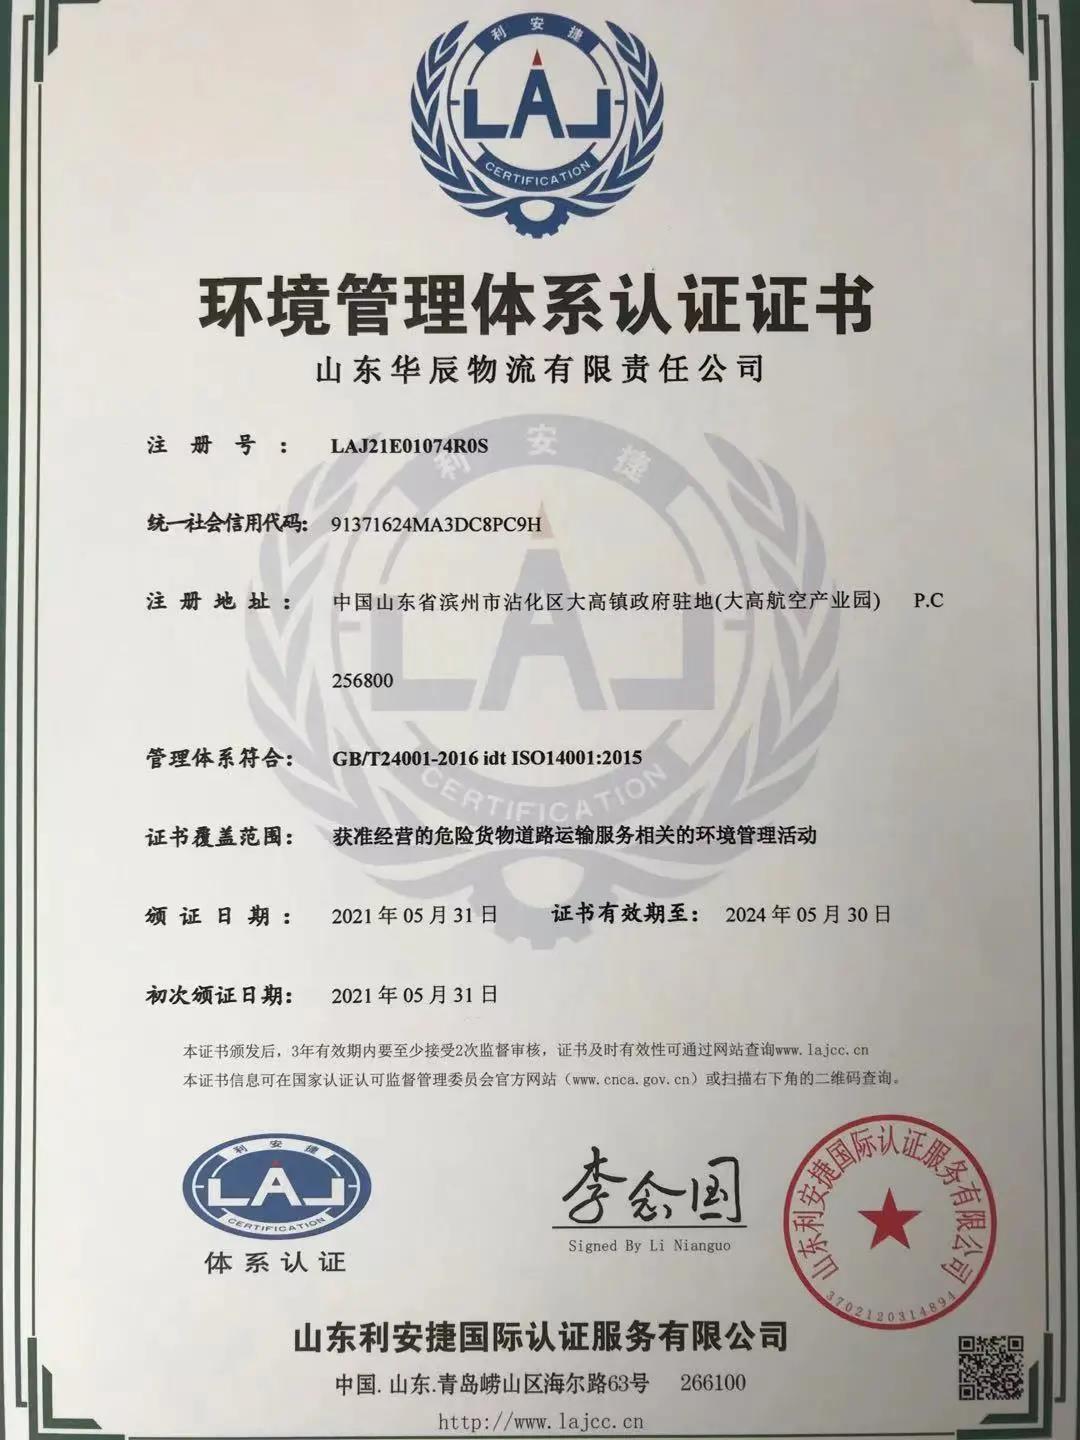 利安捷
LAJ
CERTIFICATION
环境管理体系认证证书
山东华辰物流有限责任公司
注册号： LAJ21E01074R0S
统一社会信用代码： 91371624MA3DC8PC9H
注册地址： 中国山东省滨州市沾化区大高镇政府驻地(大高航空产业园) P.C
256800
管理体系符合： GB/T24001-2016 idt ISO14001:2015
证书覆盖范围： 获准经营的危险货物道路运输服务相关的环境管理活动
颁证日期： 2021 年 05 月 31 日 证书有效期至： 2024 年 05 月 30 日
初次颁证日期： 2021 年 05 月 31 日
利安捷
LAJ
CERTIFICATION
本证书颁发后，3年有效期内要至少接受2次监督审核，证书及时有效性可通过网站查询www.lajcc.cn
本证书信息可在国家认证认可监督管理委员会官方网站（www.cnca.gov.cn）或扫描右下角的二维码查询。
利安捷
LAJ
CERTIFICATION
体系认证
李念国
Signed By Li Nianguo
山东利安捷国际认证服务有限公司
3702120314894
山东利安捷国际认证服务有限公司
中国. 山东.青岛崂山区海尔路63号 266100
http://www.lajcc.cn